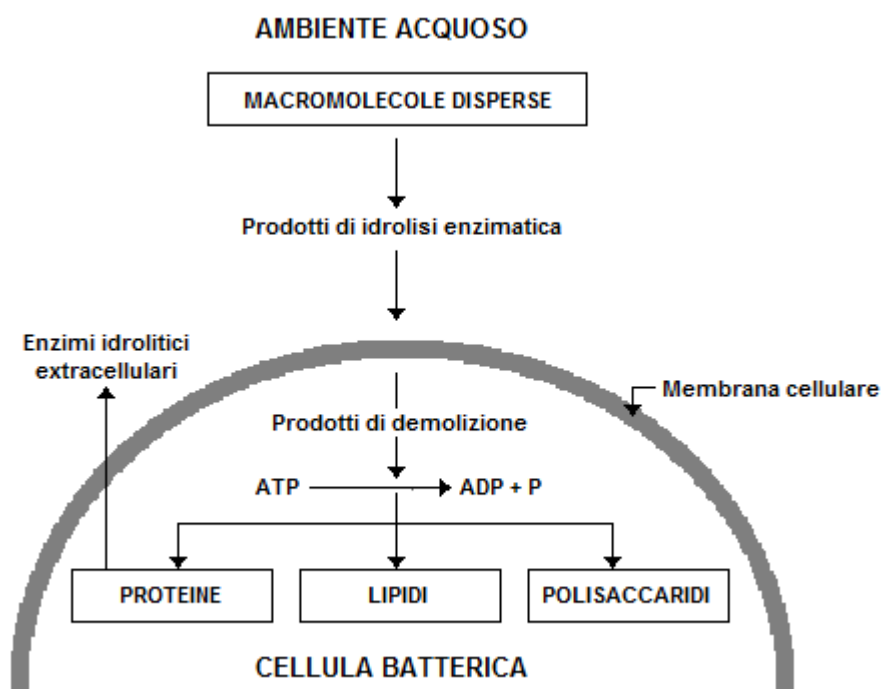 AMBIENTE ACQUOSO
MACROMOLECOLE DISPERSE
Prodotti di idrolisi enzimatica
Enzimi idrolitici
extracellulari
Membrana cellulare
Prodotti di demolizione
ATP ADP + P
PROTEINE LIPIDI POLISACCARIDI
CELLULA BATTERICA